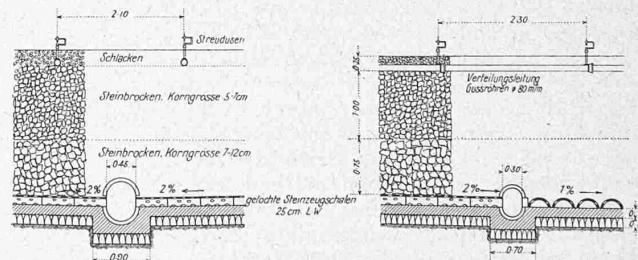 2·10
Streudüsen
Schlacken
Steinbrocken, Korngrösse 5-7cm
Steinbrocken, Korngrösse 7-12cm
0·45
2% 2%
gelochte Steinzeugschalen
25 cm L W
0·90
2·30
0·25
Verteilungsleitung
Gussröhren ø 80 m/m
1·00
0·75
0·30
2% 1%
0·70